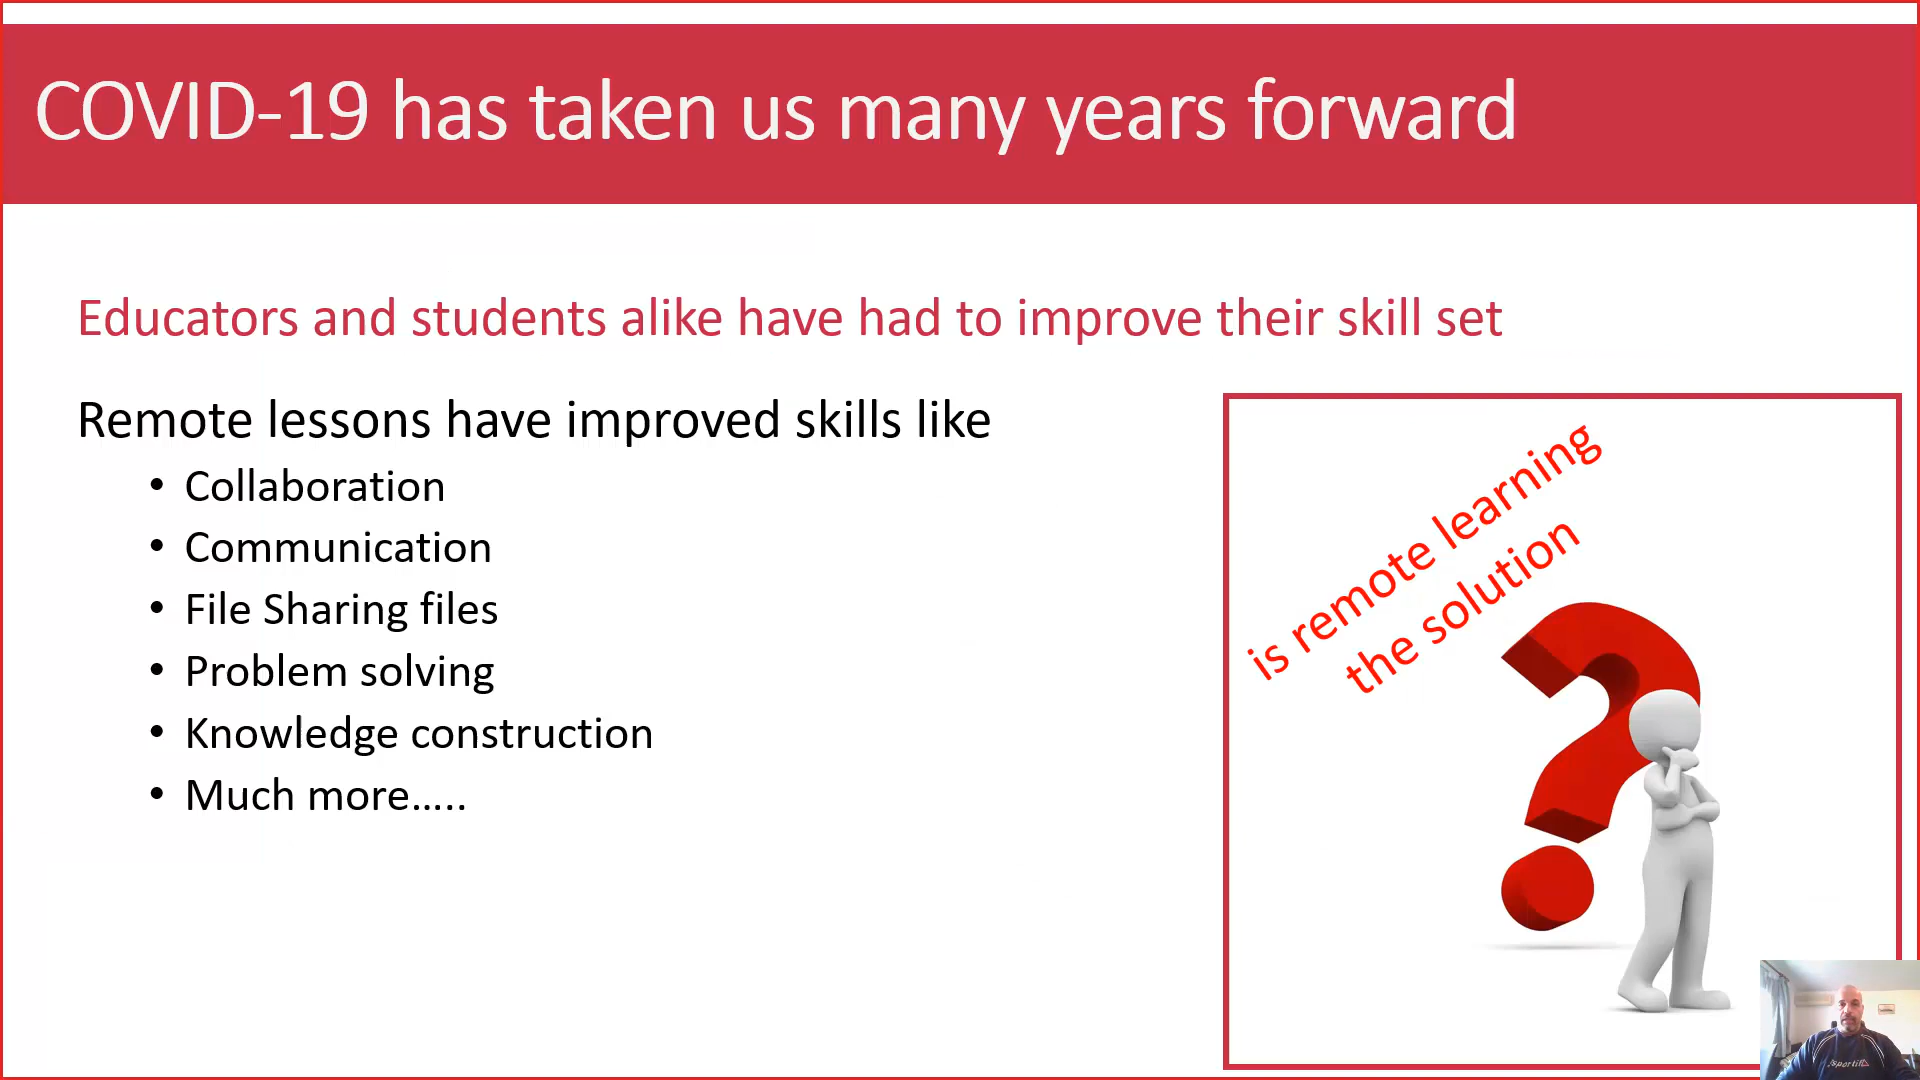 COVID-19 has taken us many years forward
Educators and students alike have had to improve their skill set
Remote lessons have improved skills like
• Collaboration
• Communication
• File Sharing files
• Problem solving
• Knowledge construction
• Much more…..
is remote learning
the solution
?